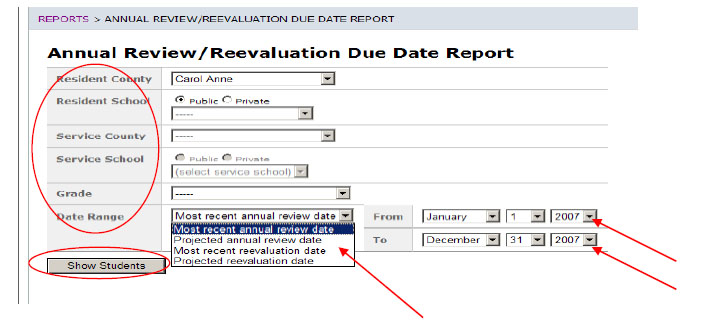 REPORTS > ANNUAL REVIEW/REEVALUATION DUE DATE REPORT
Annual Review/Reevaluation Due Date Report
Resident County Carol Anne
Resident School Public Private
-----
Service County -----
Service School Public Private
(select service school)
Grade -----
Date Range Most recent annual review date From January 1 2007
Most recent annual review date
Projected annual review date To December 31 2007
Most recent reevaluation date
Projected reevaluation date
Show Students